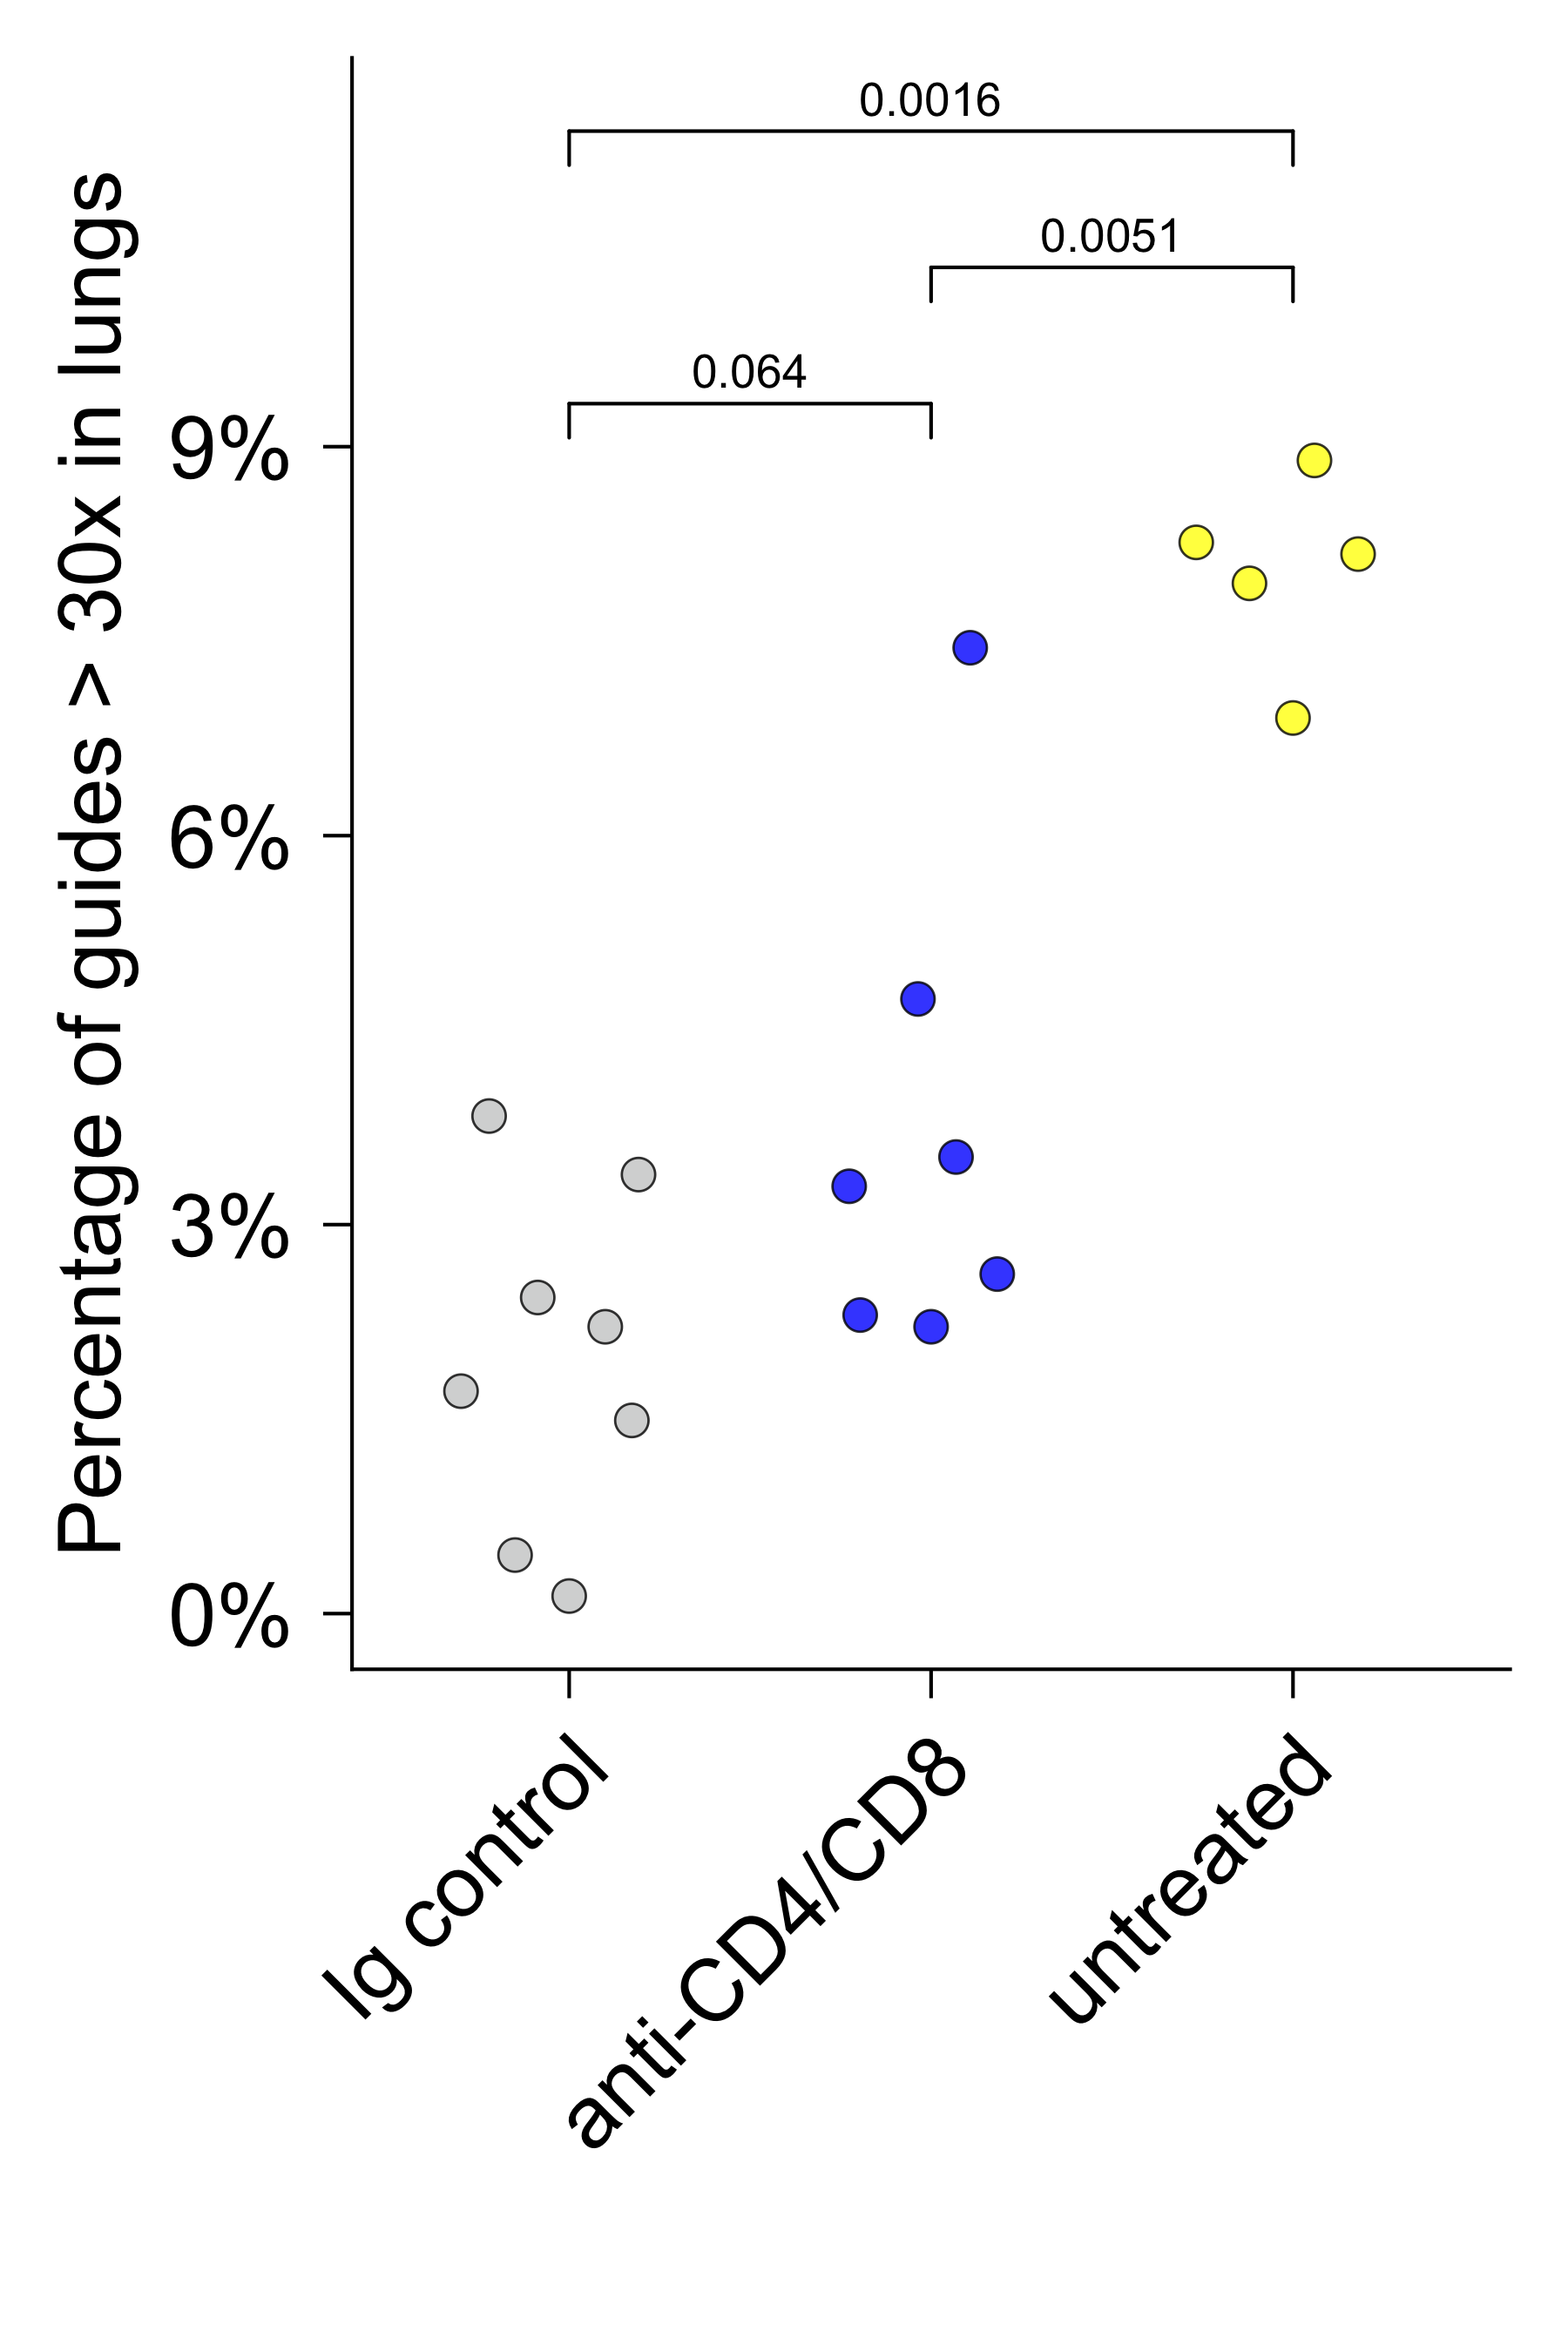 Percentage of guides > 30x in lungs
0.0016
0.0051
0.064
9%
6%
3%
0%
Ig control
anti-CD4/CD8
untreated